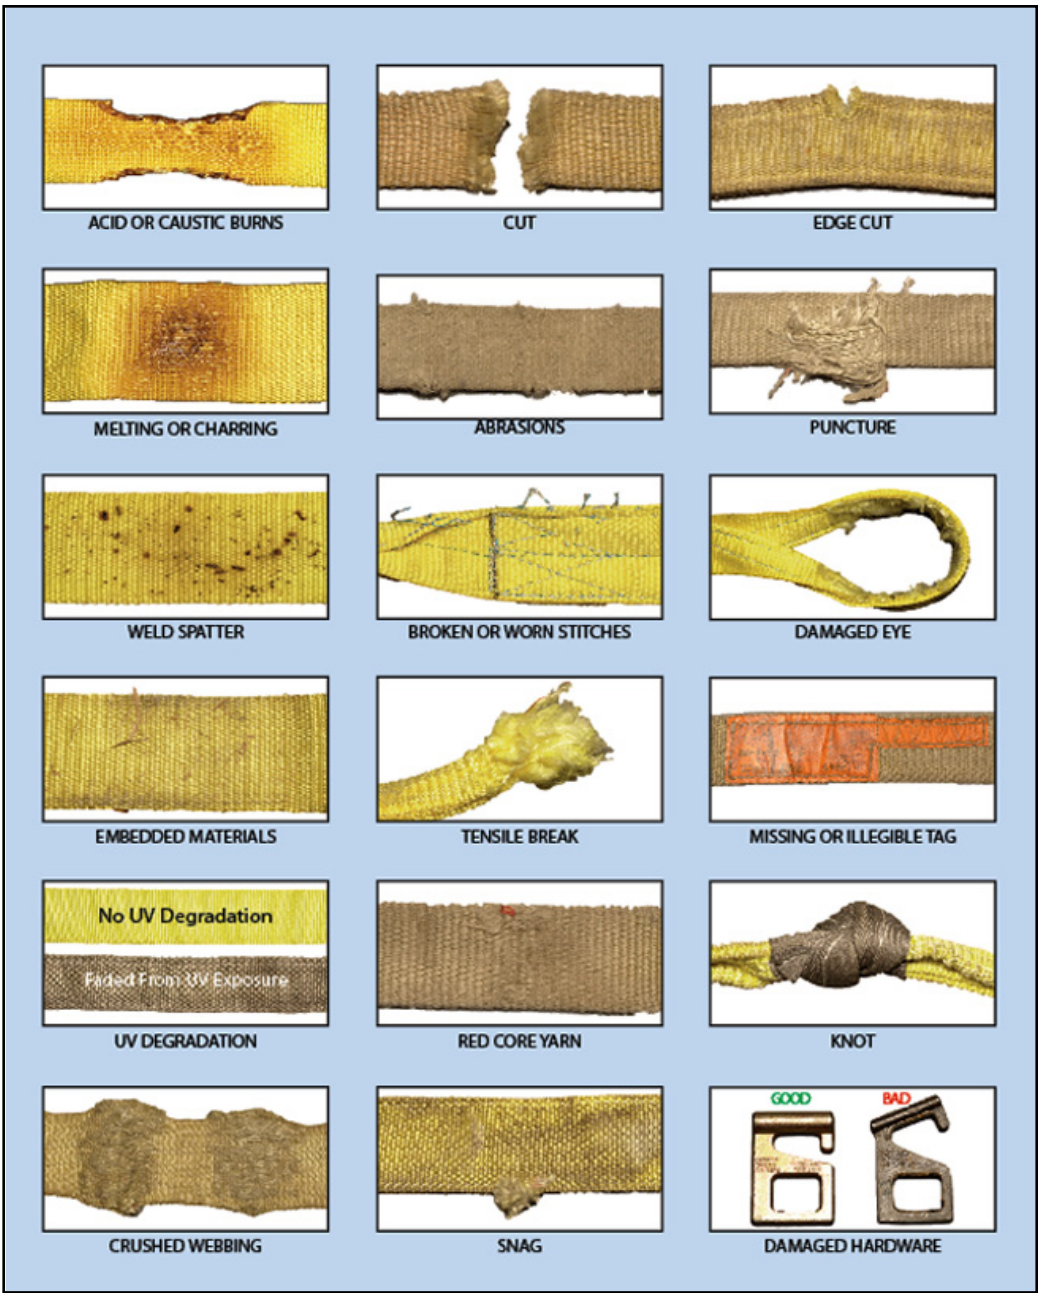 ACID OR CAUSTIC BURNS
CUT
EDGE CUT
MELTING OR CHARRING
ABRASIONS
PUNCTURE
WELD SPATTER
BROKEN OR WORN STITCHES
DAMAGED EYE
EMBEDDED MATERIALS
TENSILE BREAK
MISSING OR ILLEGIBLE TAG
No UV Degradation
Faded From UV Exposure
UV DEGRADATION
RED CORE YARN
KNOT
CRUSHED WEBBING
SNAG
GOOD
BAD
DAMAGED HARDWARE